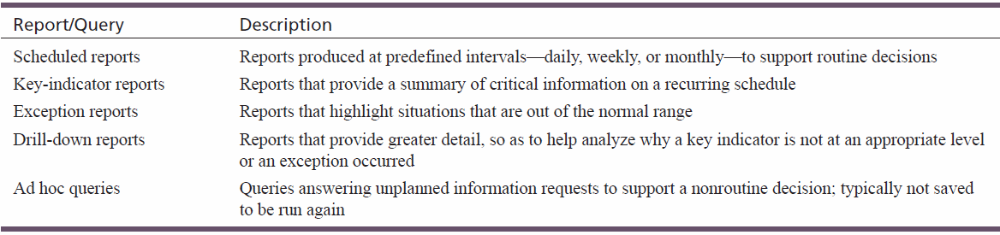 Report/Query Description
Scheduled reports Reports produced at predefined intervals—daily, weekly, or monthly—to support routine decisions
Key-indicator reports Reports that provide a summary of critical information on a recurring schedule
Exception reports Reports that highlight situations that are out of the normal range
Drill-down reports Reports that provide greater detail, so as to help analyze why a key indicator is not at an appropriate level
or an exception occurred
Ad hoc queries Queries answering unplanned information requests to support a nonroutine decision; typically not saved
to be run again